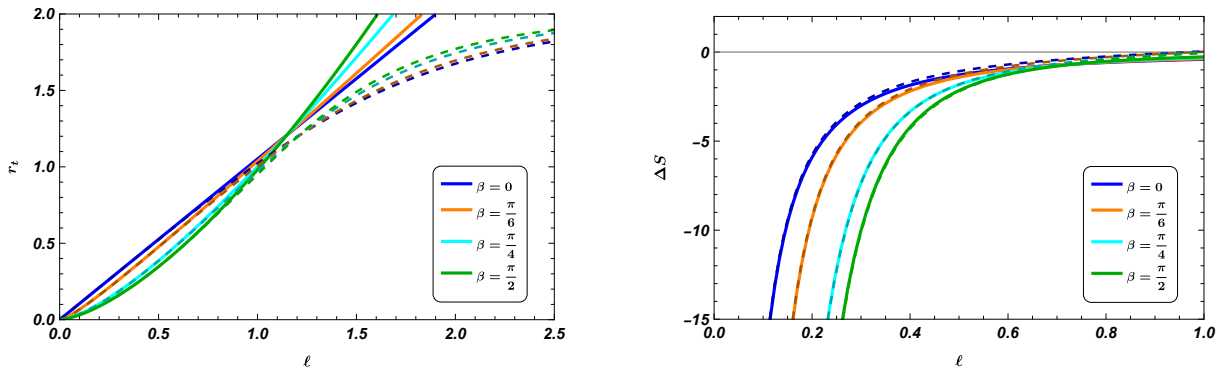 2.0
1.5
1.0
0.5
0.0
r_t
0.0 0.5 1.0 1.5 2.0 2.5
ℓ
β = 0
β = π/6
β = π/4
β = π/2
0
−5
−10
−15
ΔS
0.0 0.2 0.4 0.6 0.8 1.0
ℓ
β = 0
β = π/6
β = π/4
β = π/2